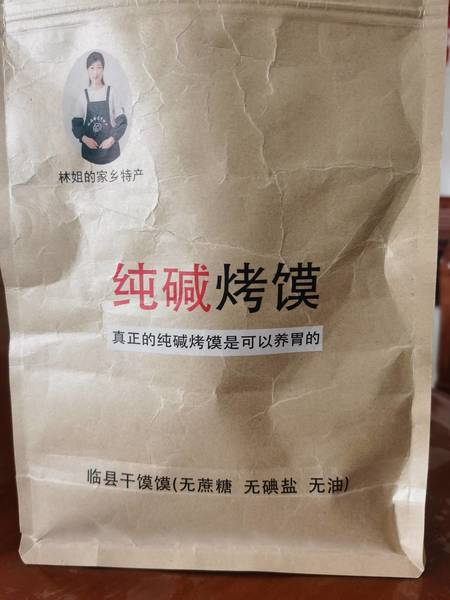 林姐的家乡特产
纯碱烤馍
真正的纯碱烤馍是可以养胃的
临县干馍馍(无蔗糖 无碘盐 无油)